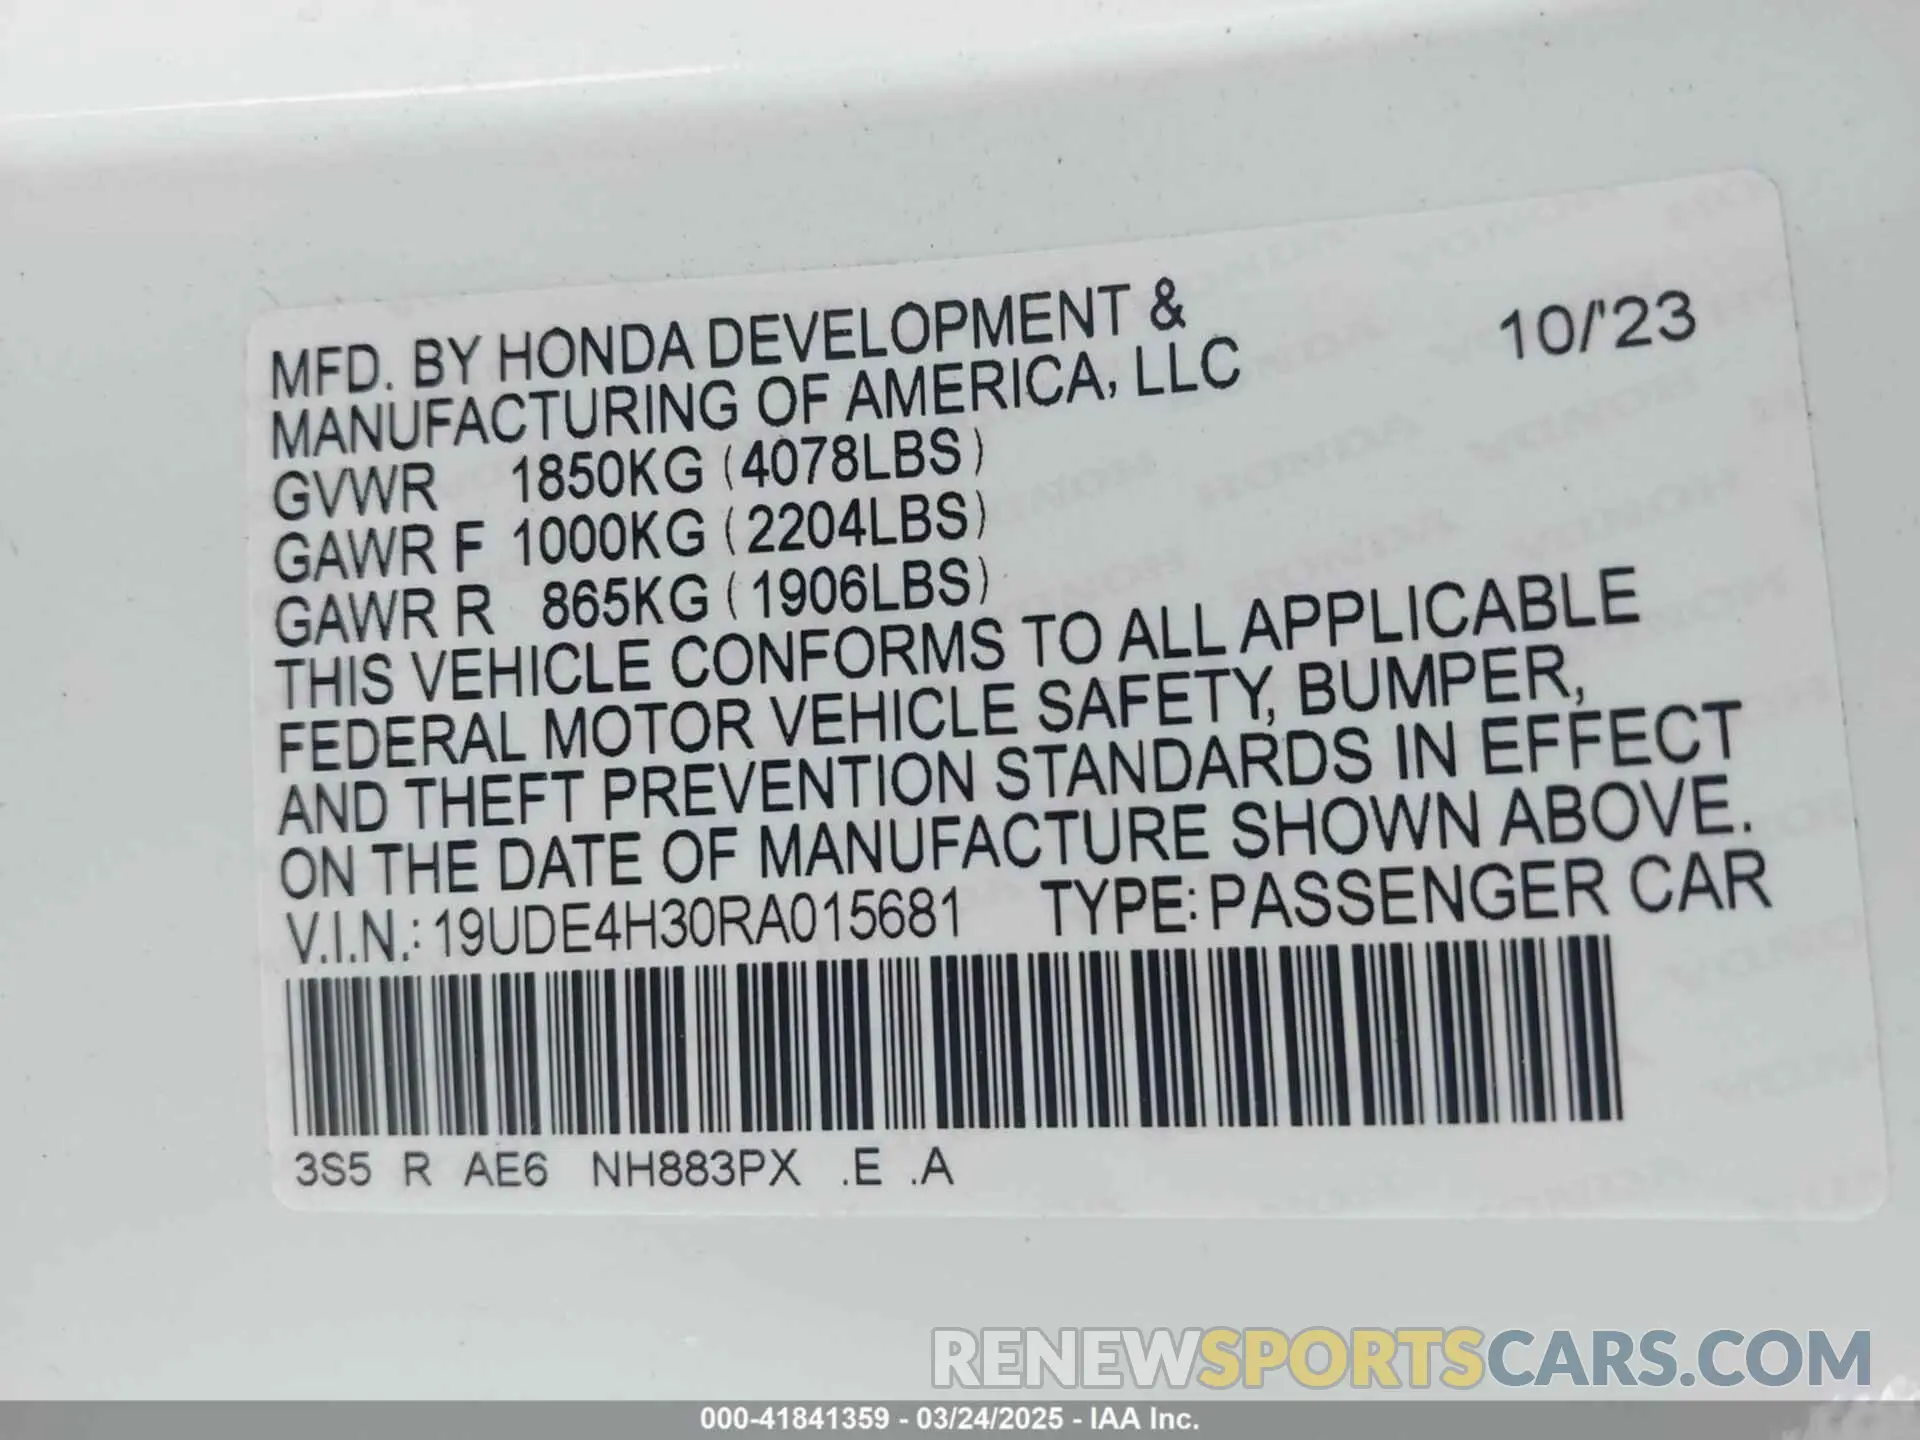 MFD. BY HONDA DEVELOPMENT &
MANUFACTURING OF AMERICA, LLC
10/'23
GVWR 1850KG (4078LBS)
GAWR F 1000KG (2204LBS)
GAWR R 865KG (1906LBS)
THIS VEHICLE CONFORMS TO ALL APPLICABLE
FEDERAL MOTOR VEHICLE SAFETY, BUMPER,
AND THEFT PREVENTION STANDARDS IN EFFECT
ON THE DATE OF MANUFACTURE SHOWN ABOVE.
V.I.N.: 19UDE4H30RA015681 TYPE: PASSENGER CAR
3S5 R AE6 NH883PX .E .A
RENEWSPORTSCARS.COM
000-41841359 - 03/24/2025 - IAA Inc.